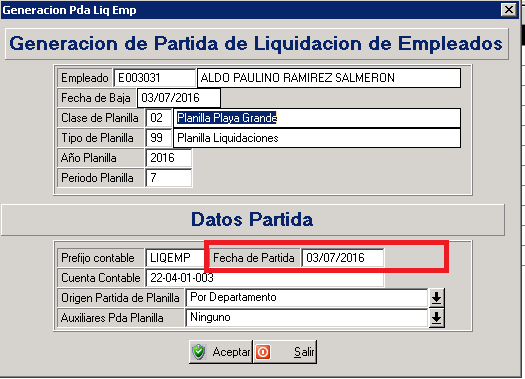 Generacion Pda Liq Emp
Generacion de Partida de Liquidacion de Empleados
Empleado E003031 ALDO PAULINO RAMIREZ SALMERON
Fecha de Baja 03/07/2016
Clase de Planilla 02 Planilla Playa Grande
Tipo de Planilla 99 Planilla Liquidaciones
Año Planilla 2016
Periodo Planilla 7
Datos Partida
Prefijo contable LIQEMP Fecha de Partida 03/07/2016
Cuenta Contable 22-04-01-003
Origen Partida de Planilla Por Departamento
Auxiliares Pda Planilla Ninguno
Aceptar Salir